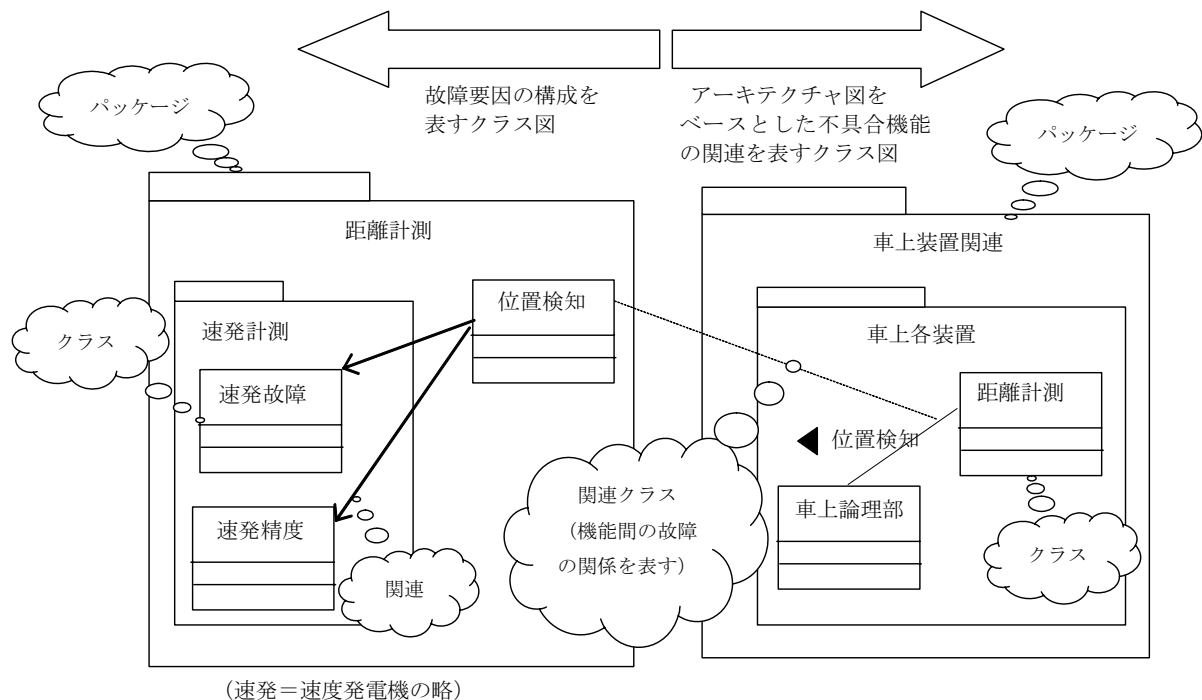 故障要因の構成を
表すクラス図
アーキテクチャ図を
ベースとした不具合機能
の関連を表すクラス図
パッケージ
パッケージ
距離計測
車上装置関連
クラス
速発計測
位置検知
車上各装置
速発故障
距離計測
位置検知
関連クラス
(機能間の故障
の関係を表す)
車上論理部
速発精度
クラス
関連
(速発=速度発電機の略)